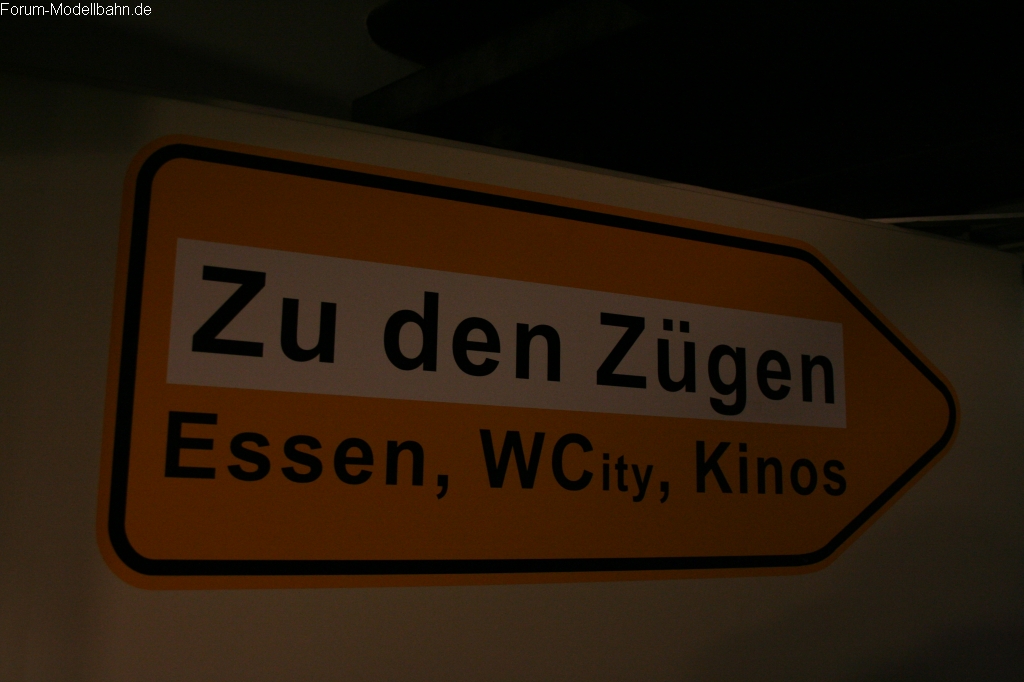 Forum-Modellbahn.de
Zu den Zügen
Essen, WCity, Kinos